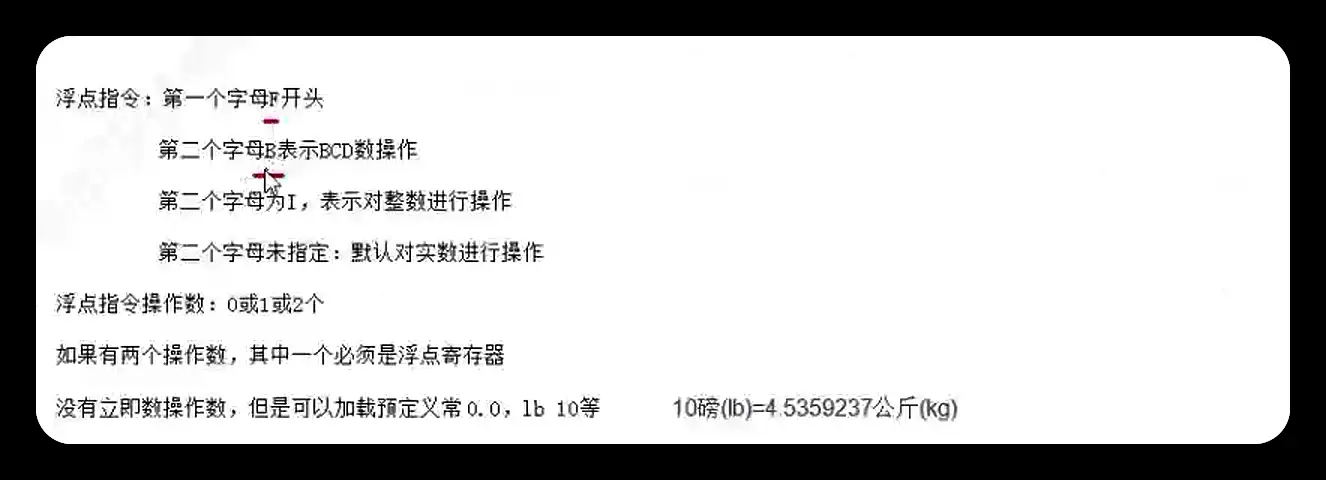 浮点指令：第一个字母F开头
第二个字母B表示BCD数操作
第二个字母为I，表示对整数进行操作
第二个字母未指定：默认对实数进行操作
浮点指令操作数：0或1或2个
如果有两个操作数，其中一个必须是浮点寄存器
没有立即数操作数，但是可以加载预定义常0.0，lb 10等 10磅(lb)=4.5359237公斤(kg)